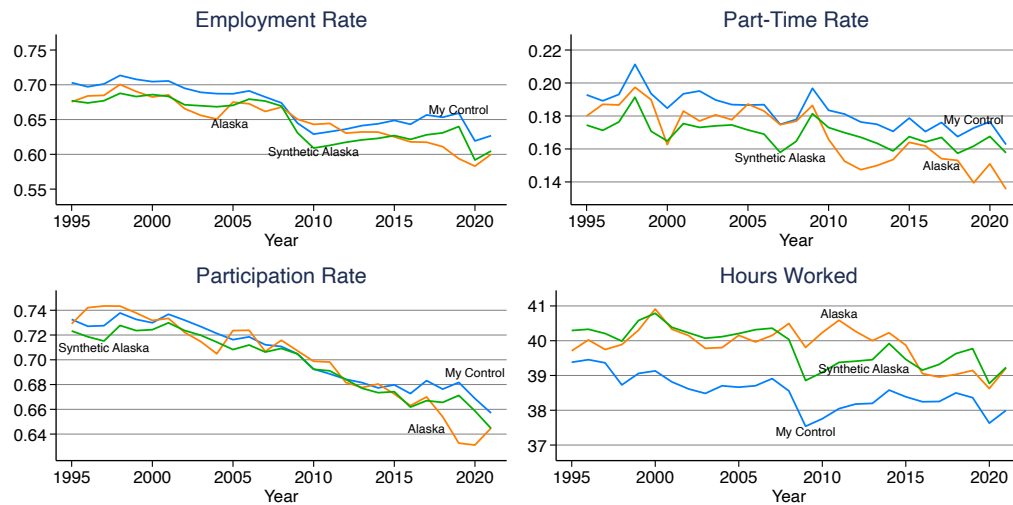 Employment Rate
0.75
0.70
0.65
0.60
0.55
My Control
Alaska
Synthetic Alaska
1995 2000 2005 2010 2015 2020
Year
Part-Time Rate
0.22
0.20
0.18
0.16
0.14
My Control
Synthetic Alaska
Alaska
1995 2000 2005 2010 2015 2020
Year
Participation Rate
0.74
0.72
0.70
0.68
0.66
0.64
Synthetic Alaska
My Control
Alaska
1995 2000 2005 2010 2015 2020
Year
Hours Worked
41
40
39
38
37
Alaska
Synthetic Alaska
My Control
1995 2000 2005 2010 2015 2020
Year